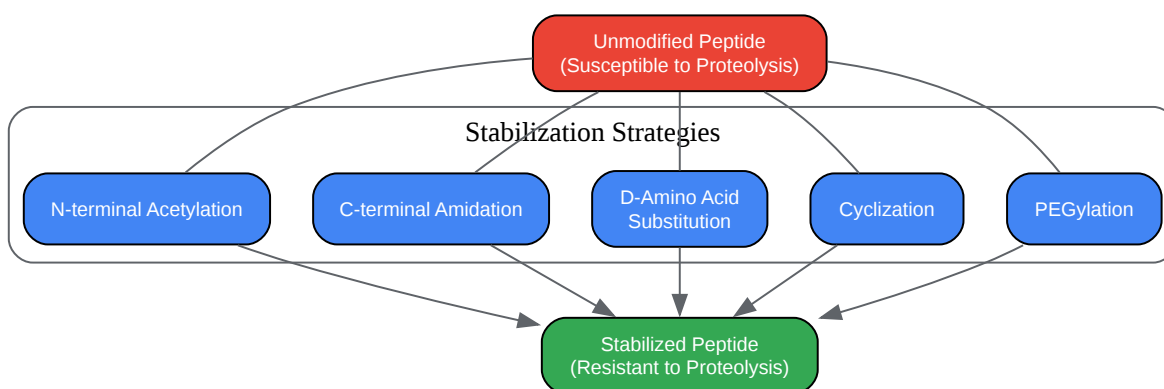 Unmodified Peptide
(Susceptible to Proteolysis)
Stabilization Strategies
N-terminal Acetylation
C-terminal Amidation
D-Amino Acid
Substitution
Cyclization
PEGylation
Stabilized Peptide
(Resistant to Proteolysis)